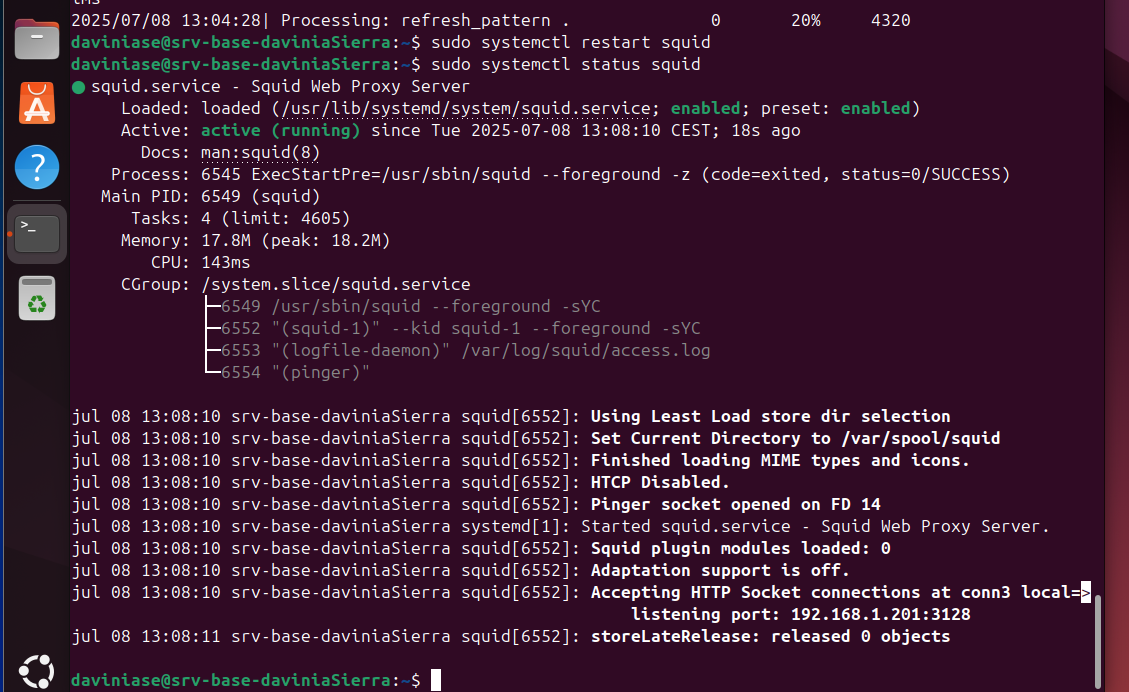 2025/07/08 13:04:28| Processing: refresh_pattern .              0       20%     4320
daviniase@srv-base-daviniaSierra:~$ sudo systemctl restart squid
daviniase@srv-base-daviniaSierra:~$ sudo systemctl status squid
● squid.service - Squid Web Proxy Server
     Loaded: loaded (/usr/lib/systemd/system/squid.service; enabled; preset: enabled)
     Active: active (running) since Tue 2025-07-08 13:08:10 CEST; 18s ago
       Docs: man:squid(8)
    Process: 6545 ExecStartPre=/usr/sbin/squid --foreground -z (code=exited, status=0/SUCCESS)
   Main PID: 6549 (squid)
      Tasks: 4 (limit: 4605)
     Memory: 17.8M (peak: 18.2M)
        CPU: 143ms
     CGroup: /system.slice/squid.service
             ├─6549 /usr/sbin/squid --foreground -sYC
             ├─6552 "(squid-1)" --kid squid-1 --foreground -sYC
             ├─6553 "(logfile-daemon)" /var/log/squid/access.log
             └─6554 "(pinger)"
jul 08 13:08:10 srv-base-daviniaSierra squid[6552]: Using Least Load store dir selection
jul 08 13:08:10 srv-base-daviniaSierra squid[6552]: Set Current Directory to /var/spool/squid
jul 08 13:08:10 srv-base-daviniaSierra squid[6552]: Finished loading MIME types and icons.
jul 08 13:08:10 srv-base-daviniaSierra squid[6552]: HTCP Disabled.
jul 08 13:08:10 srv-base-daviniaSierra squid[6552]: Pinger socket opened on FD 14
jul 08 13:08:10 srv-base-daviniaSierra systemd[1]: Started squid.service - Squid Web Proxy Server.
jul 08 13:08:10 srv-base-daviniaSierra squid[6552]: Squid plugin modules loaded: 0
jul 08 13:08:10 srv-base-daviniaSierra squid[6552]: Adaptation support is off.
jul 08 13:08:10 srv-base-daviniaSierra squid[6552]: Accepting HTTP Socket connections at conn3 local=>
listening port: 192.168.1.201:3128
jul 08 13:08:11 srv-base-daviniaSierra squid[6552]: storeLateRelease: released 0 objects
daviniase@srv-base-daviniaSierra:~$